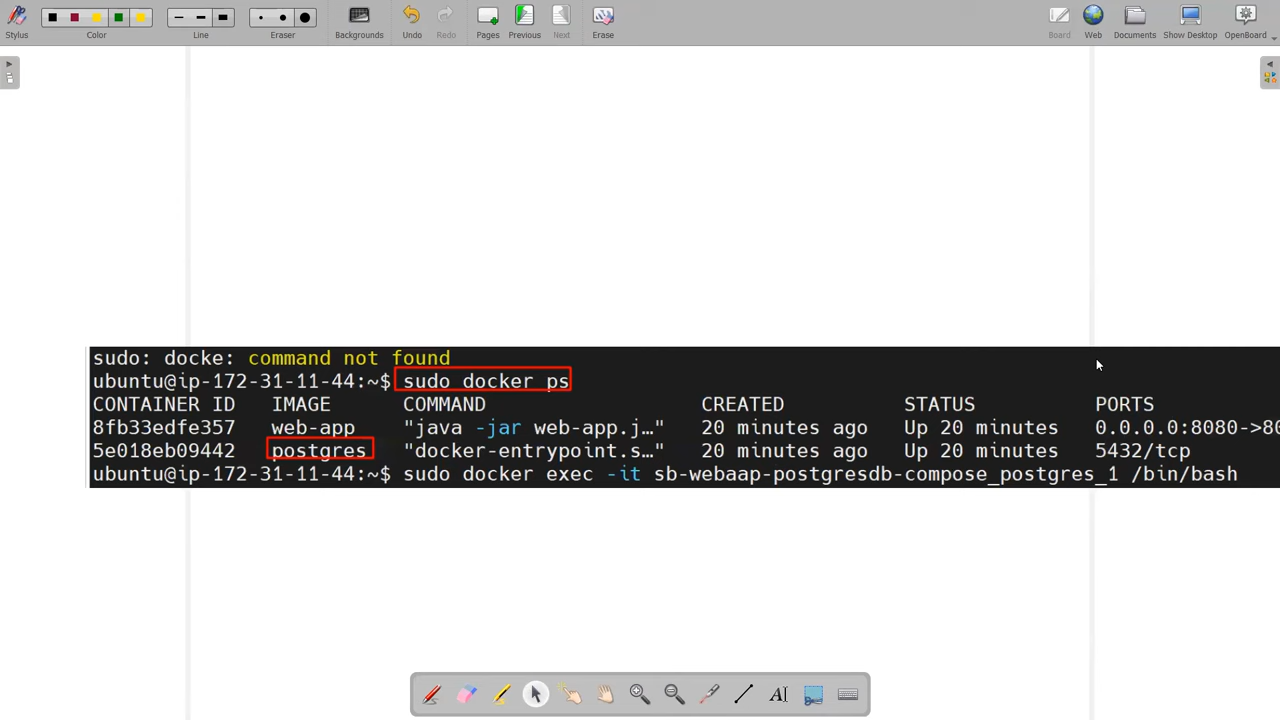 Stylus Color Line Eraser Backgrounds Undo Redo Pages Previous Next Erase Board Web Documents Show Desktop OpenBoard
sudo: docke: command not found
ubuntu@ip-172-31-11-44:~$ sudo docker ps
CONTAINER ID IMAGE COMMAND CREATED STATUS PORTS
8fb33edfe357 web-app "java -jar web-app.j…" 20 minutes ago Up 20 minutes 0.0.0.0:8080->80
5e018eb09442 postgres "docker-entrypoint.s…" 20 minutes ago Up 20 minutes 5432/tcp
ubuntu@ip-172-31-11-44:~$ sudo docker exec -it sb-webaap-postgresdb-compose_postgres_1 /bin/bash